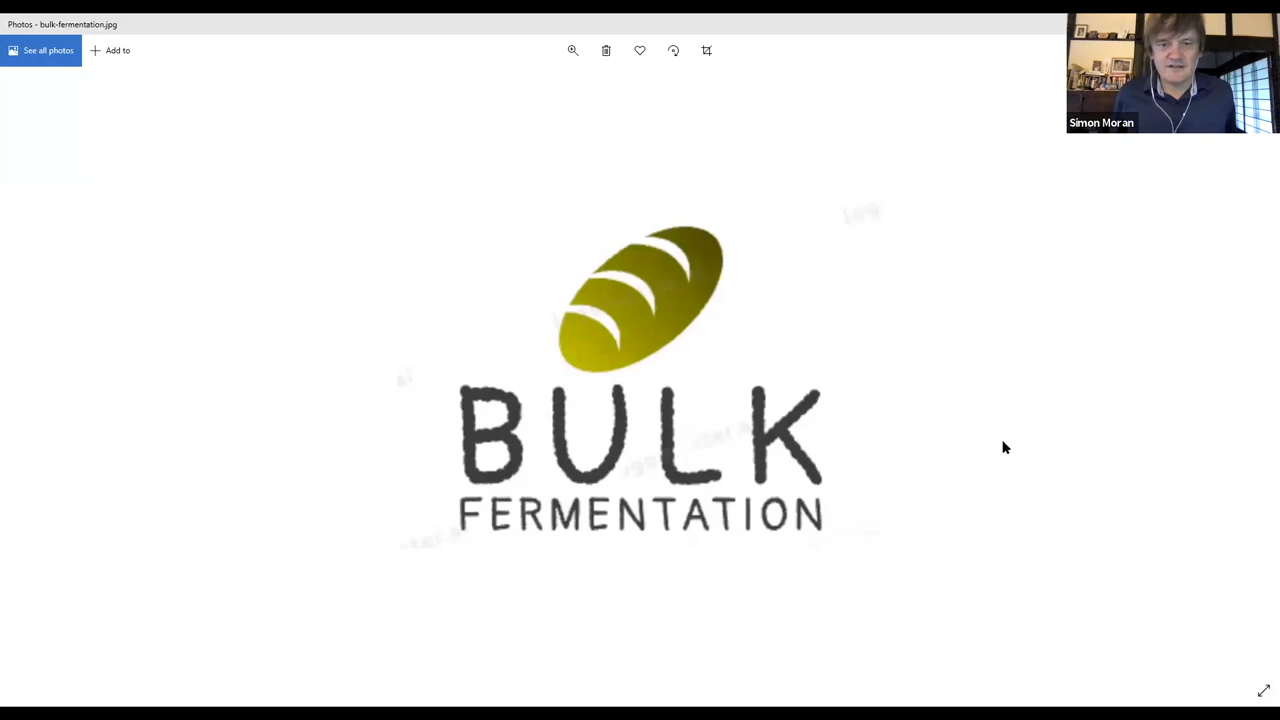 Photos - bulk-fermentation.jpg
See all photos
Add to
Simon Moran
BULK
FERMENTATION